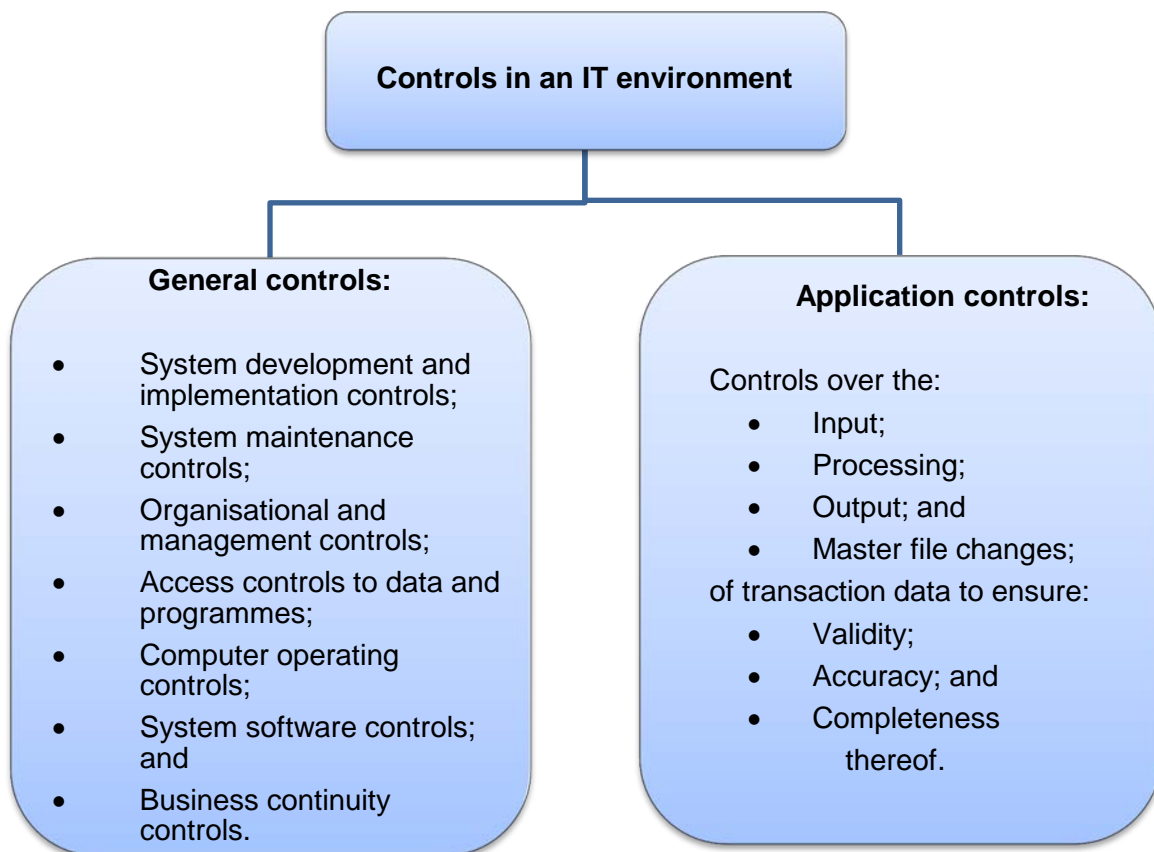 Controls in an IT environment
General controls:
• System development and
implementation controls;
• System maintenance
controls;
• Organisational and
management controls;
• Access controls to data and
programmes;
• Computer operating
controls;
• System software controls;
and
• Business continuity
controls.
Application controls:
Controls over the:
• Input;
• Processing;
• Output; and
• Master file changes;
of transaction data to ensure:
• Validity;
• Accuracy; and
• Completeness
thereof.